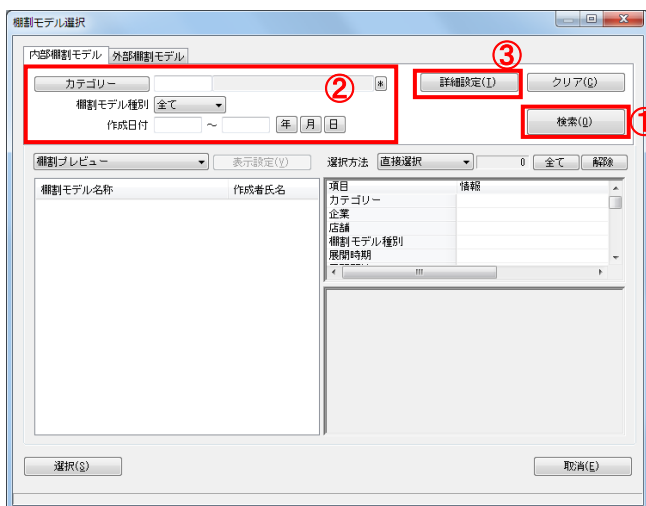 棚割モデル選択
内部棚割モデル 外部棚割モデル
③
カテゴリー ② * 詳細設定(I) クリア(C)
棚割モデル種別 全て
作成日付 ～ 年 月 日 検索(Q) ①
棚割プレビュー 表示設定(V) 選択方法 直接選択 0 全て 解除
棚割モデル名称 作成者氏名 項目 情報
カテゴリー
企業
店舗
棚割モデル種別
展開時期
選択(S) 取消(E)